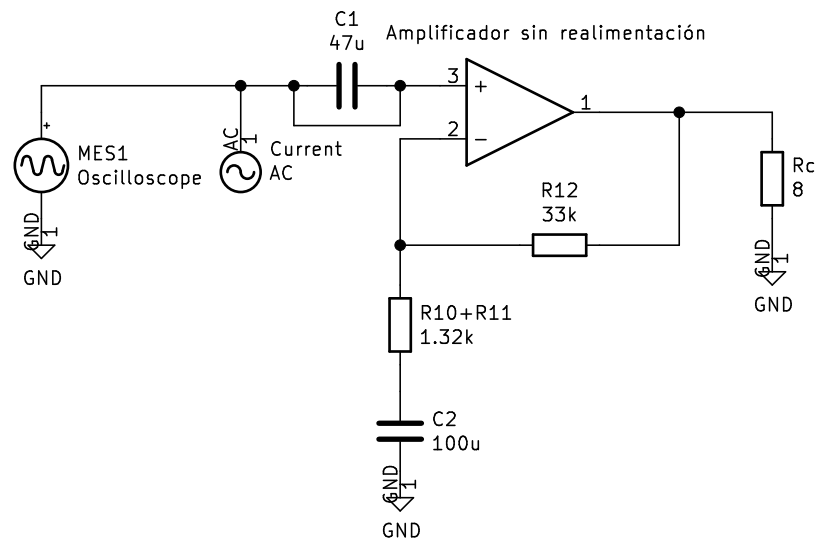 C1
47u
Amplificador sin realimentación
3
+
1
2
−
+
MES1
Oscilloscope
AC
1
Current
AC
GND
1
GND
R12
33k
Rc
8
GND
1
GND
R10+R11
1.32k
C2
100u
GND
1
GND